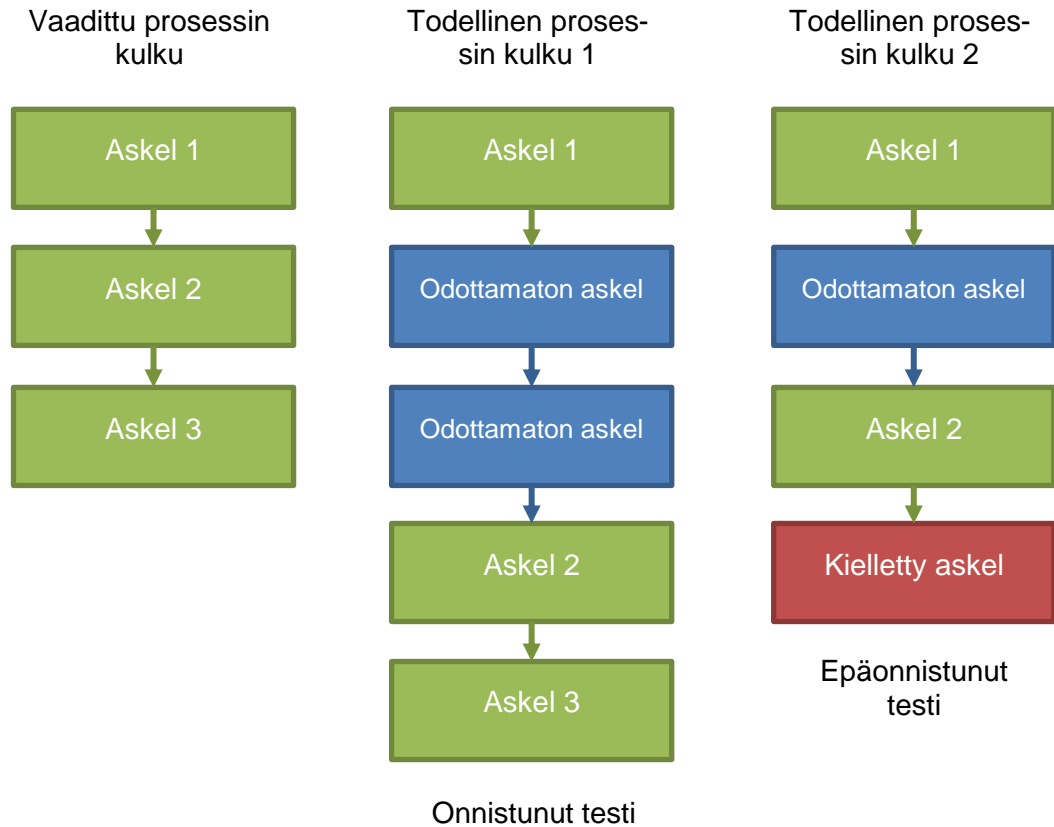 Vaadittu prosessin
kulku
Askel 1
Askel 2
Askel 3
Todellinen proses-
sin kulku 1
Askel 1
Odottamaton askel
Odottamaton askel
Askel 2
Askel 3
Onnistunut testi
Todellinen proses-
sin kulku 2
Askel 1
Odottamaton askel
Askel 2
Kielletty askel
Epäonnistunut
testi